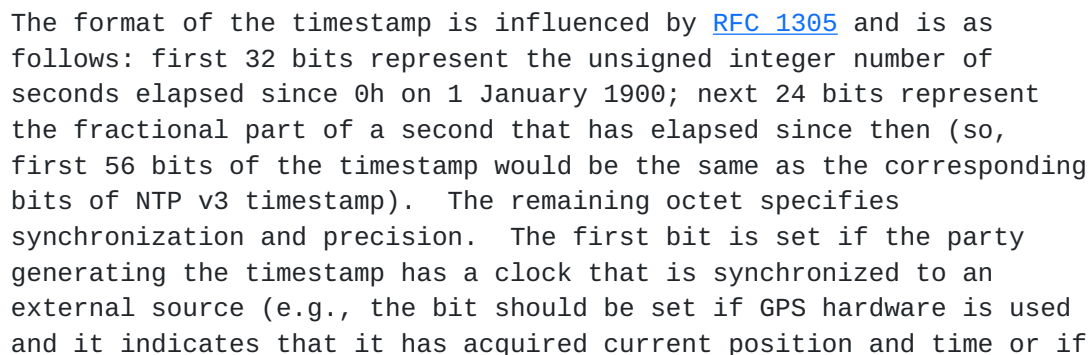 The format of the timestamp is influenced by RFC 1305 and is as
follows: first 32 bits represent the unsigned integer number of
seconds elapsed since 0h on 1 January 1900; next 24 bits represent
the fractional part of a second that has elapsed since then (so,
first 56 bits of the timestamp would be the same as the corresponding
bits of NTP v3 timestamp).  The remaining octet specifies
synchronization and precision.  The first bit is set if the party
generating the timestamp has a clock that is synchronized to an
external source (e.g., the bit should be set if GPS hardware is used
and it indicates that it has acquired current position and time or if